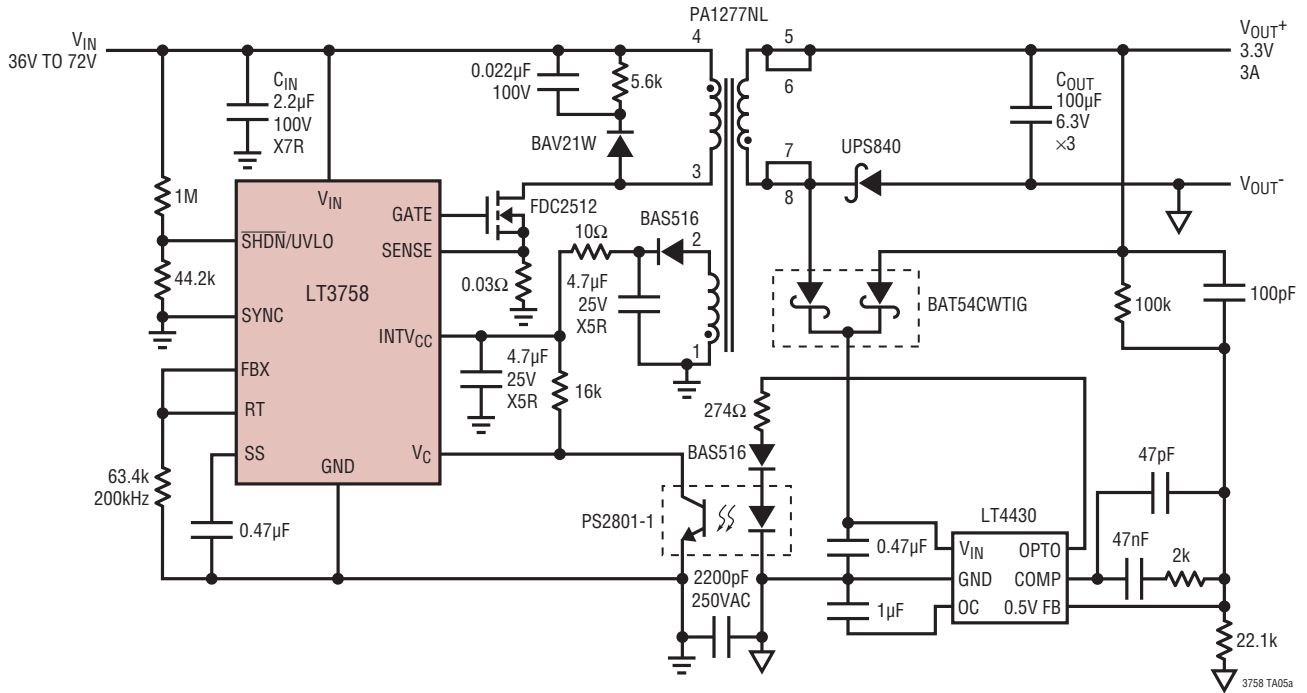 PA1277NL
VIN
36V TO 72V
CIN
2.2µF
100V
X7R
0.022µF
100V
5.6k
BAV21W
4
3
5
6
7
8
UPS840
COUT
100µF
6.3V
×3
VOUT+
3.3V
3A
VOUT-
1M
44.2k
VIN
SHDN/UVLO
SYNC
FBX
RT
SS
GND
LT3758
GATE
SENSE
INTVCC
VC
FDC2512
0.03Ω
10Ω
BAS516
2
1
4.7µF
25V
X5R
4.7µF
25V
X5R
16k
BAT54CWTIG
100k
100pF
63.4k
200kHz
0.47µF
274Ω
BAS516
PS2801-1
2200pF
250VAC
0.47µF
1µF
LT4430
VIN
GND
OC
OPTO
COMP
0.5V FB
47pF
47nF
2k
22.1k
3758 TA05a